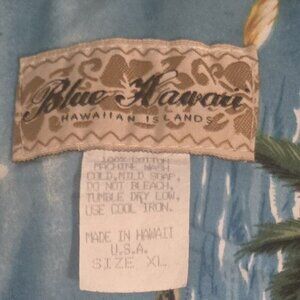 Blue Hawaii
HAWAIIAN ISLANDS
100% COTTON
MACHINE WASH
COLD, MILD SOAP,
DO NOT BLEACH,
TUMBLE DRY LOW,
USE COOL IRON.
MADE IN HAWAII
U.S.A.
SIZE XL